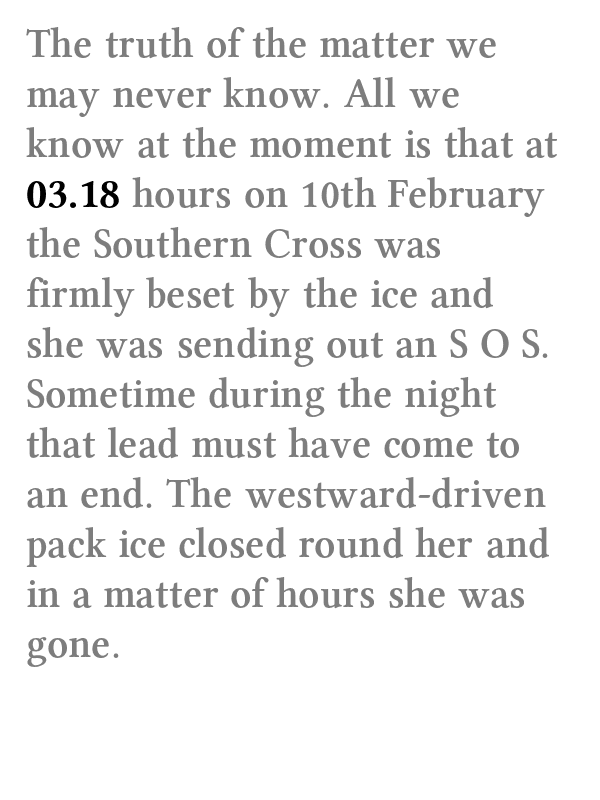 The truth of the matter we
may never know. All we
know at the moment is that at
03.18 hours on 10th February
the Southern Cross was
firmly beset by the ice and
she was sending out an S O S.
Sometime during the night
that lead must have come to
an end. The westward-driven
pack ice closed round her and
in a matter of hours she was
gone.